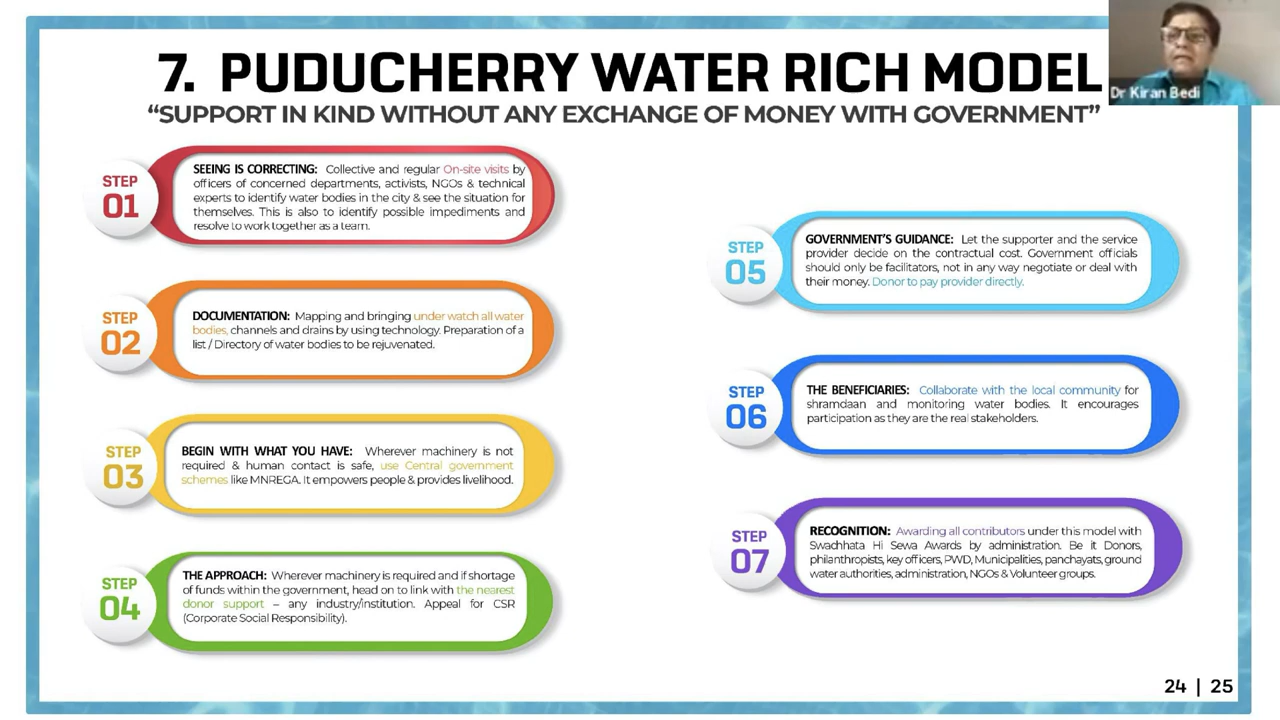 7. PUDUCHERRY WATER RICH MODEL
“SUPPORT IN KIND WITHOUT ANY EXCHANGE OF MONEY WITH GOVERNMENT”
Dr Kiran Bedi
STEP
01
SEEING IS CORRECTING: Collective and regular On-site visits by
officers of concerned departments, activists, NGOs & technical
experts to identify water bodies in the city & see the situation for
themselves. This is also to identify possible impediments and
resolve to work together as a team.
STEP
02
DOCUMENTATION: Mapping and bringing under watch all water
bodies, channels and drains by using technology. Preparation of a
list / Directory of water bodies to be rejuvenated.
STEP
03
BEGIN WITH WHAT YOU HAVE: Wherever machinery is not
required & human contact is safe, use Central government
schemes like MNREGA. It empowers people & provides livelihood.
STEP
04
THE APPROACH: Wherever machinery is required and if shortage
of funds within the government, head on to link with the nearest
donor support – any industry/institution. Appeal for CSR
(Corporate Social Responsibility).
STEP
05
GOVERNMENT’S GUIDANCE: Let the supporter and the service
provider decide on the contractual cost. Government officials
should only be facilitators, not in any way negotiate or deal with
their money. Donor to pay provider directly.
STEP
06
THE BENEFICIARIES: Collaborate with the local community for
shramdaan and monitoring water bodies. It encourages
participation as they are the real stakeholders.
STEP
07
RECOGNITION: Awarding all contributors under this model with
Swachhata Hi Sewa Awards by administration. Be it Donors,
philanthropists, key officers, PWD, Municipalities, panchayats, ground
water authorities, administration, NGOs & Volunteer groups.
24 | 25